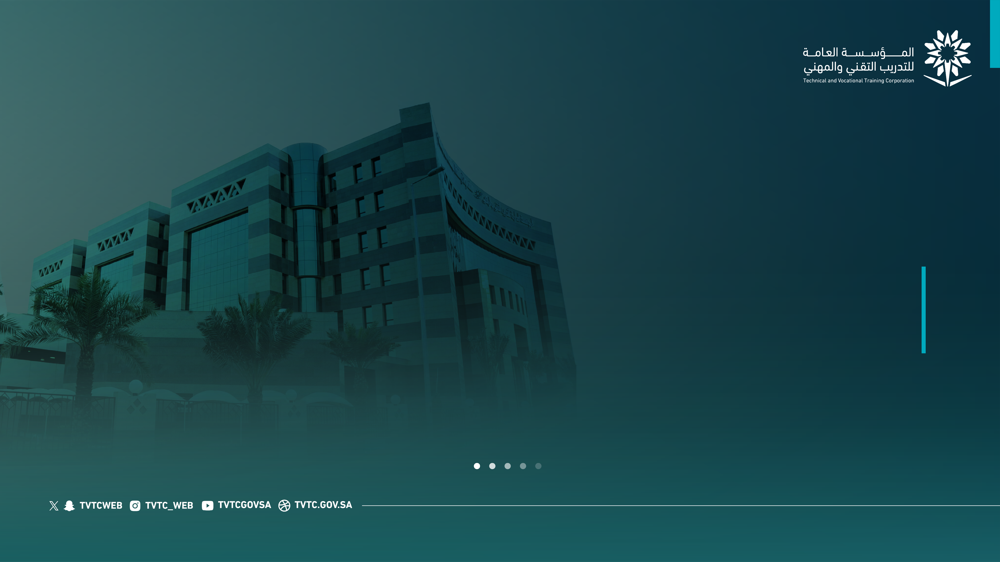 المؤسسة العامة
للتدريب التقني والمهني
Technical and Vocational Training Corporation
TVTCWEB TVTC_WEB TVTCGOVSA TVTC.GOV.SA